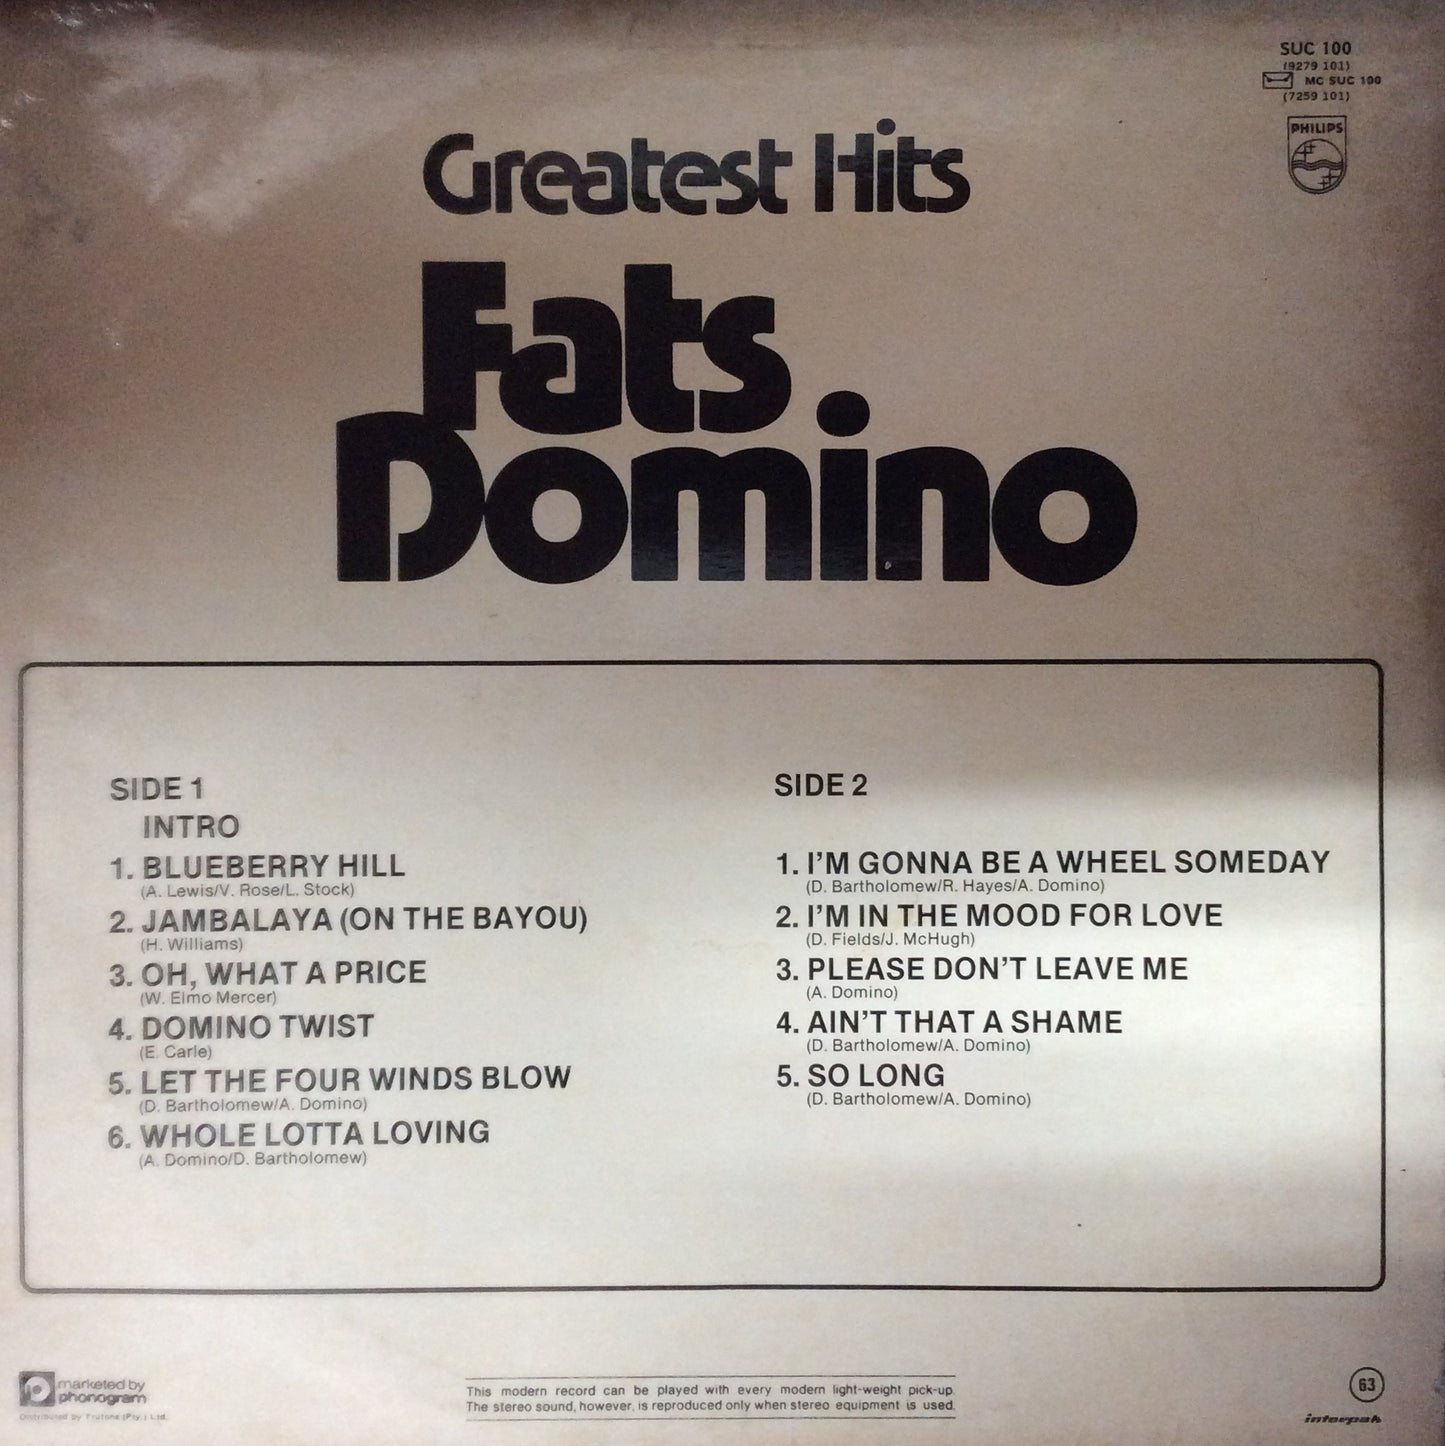 SUC 100
(9279 101)
MC SUC 100
(7259 101)
PHILIPS
Greatest Hits
Fats
Domino
SIDE 1
INTRO
1. BLUEBERRY HILL
(A. Lewis/V. Rose/L. Stock)
2. JAMBALAYA (ON THE BAYOU)
(H. Williams)
3. OH, WHAT A PRICE
(W. Elmo Mercer)
4. DOMINO TWIST
(E. Carle)
5. LET THE FOUR WINDS BLOW
(D. Bartholomew/A. Domino)
6. WHOLE LOTTA LOVING
(A. Domino/D. Bartholomew)
SIDE 2
1. I'M GONNA BE A WHEEL SOMEDAY
(D. Bartholomew/R. Hayes/A. Domino)
2. I'M IN THE MOOD FOR LOVE
(D. Fields/J. McHugh)
3. PLEASE DON'T LEAVE ME
(A. Domino)
4. AIN'T THAT A SHAME
(D. Bartholomew/A. Domino)
5. SO LONG
(D. Bartholomew/A. Domino)
marketed by
phonogram
Distributed by Trutone (Pty.) Ltd.
This modern record can be played with every modern light-weight pick-up.
The stereo sound, however, is reproduced only when stereo equipment is used.
63
interpak